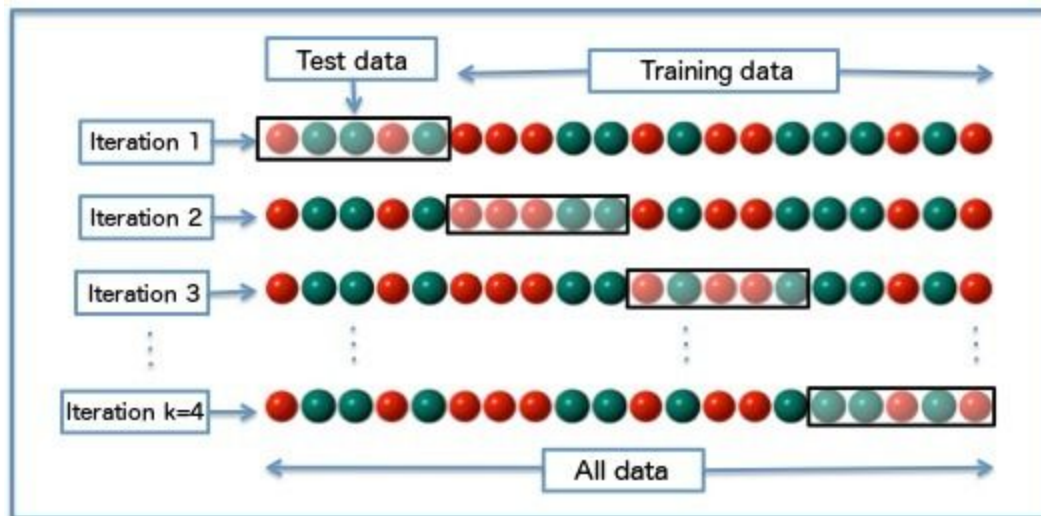 Test data
Training data
Iteration 1
Iteration 2
Iteration 3
Iteration k=4
All data